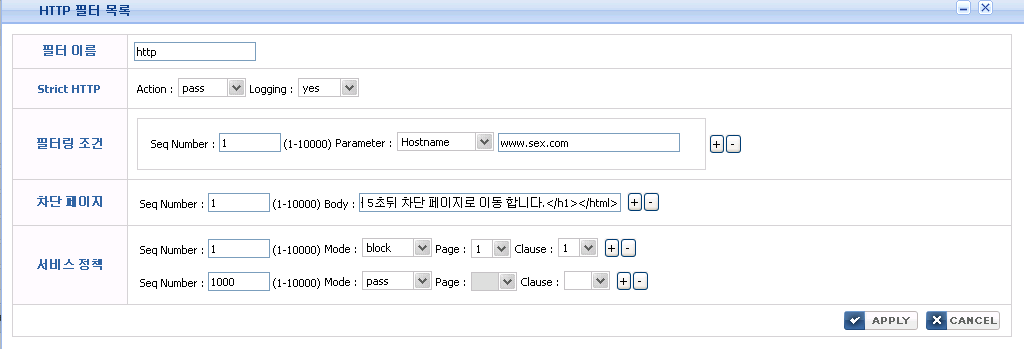 HTTP 필터 목록
필터 이름 http
Strict HTTP Action : pass Logging : yes
필터링 조건 Seq Number : 1 (1-10000) Parameter : Hostname www.sex.com + -
차단 페이지 Seq Number : 1 (1-10000) Body : 5초뒤 차단 페이지로 이동 합니다.</h1></html> + -
서비스 정책
Seq Number : 1 (1-10000) Mode : block Page : 1 Clause : 1 + -
Seq Number : 1000 (1-10000) Mode : pass Page : Clause : + -
APPLY CANCEL